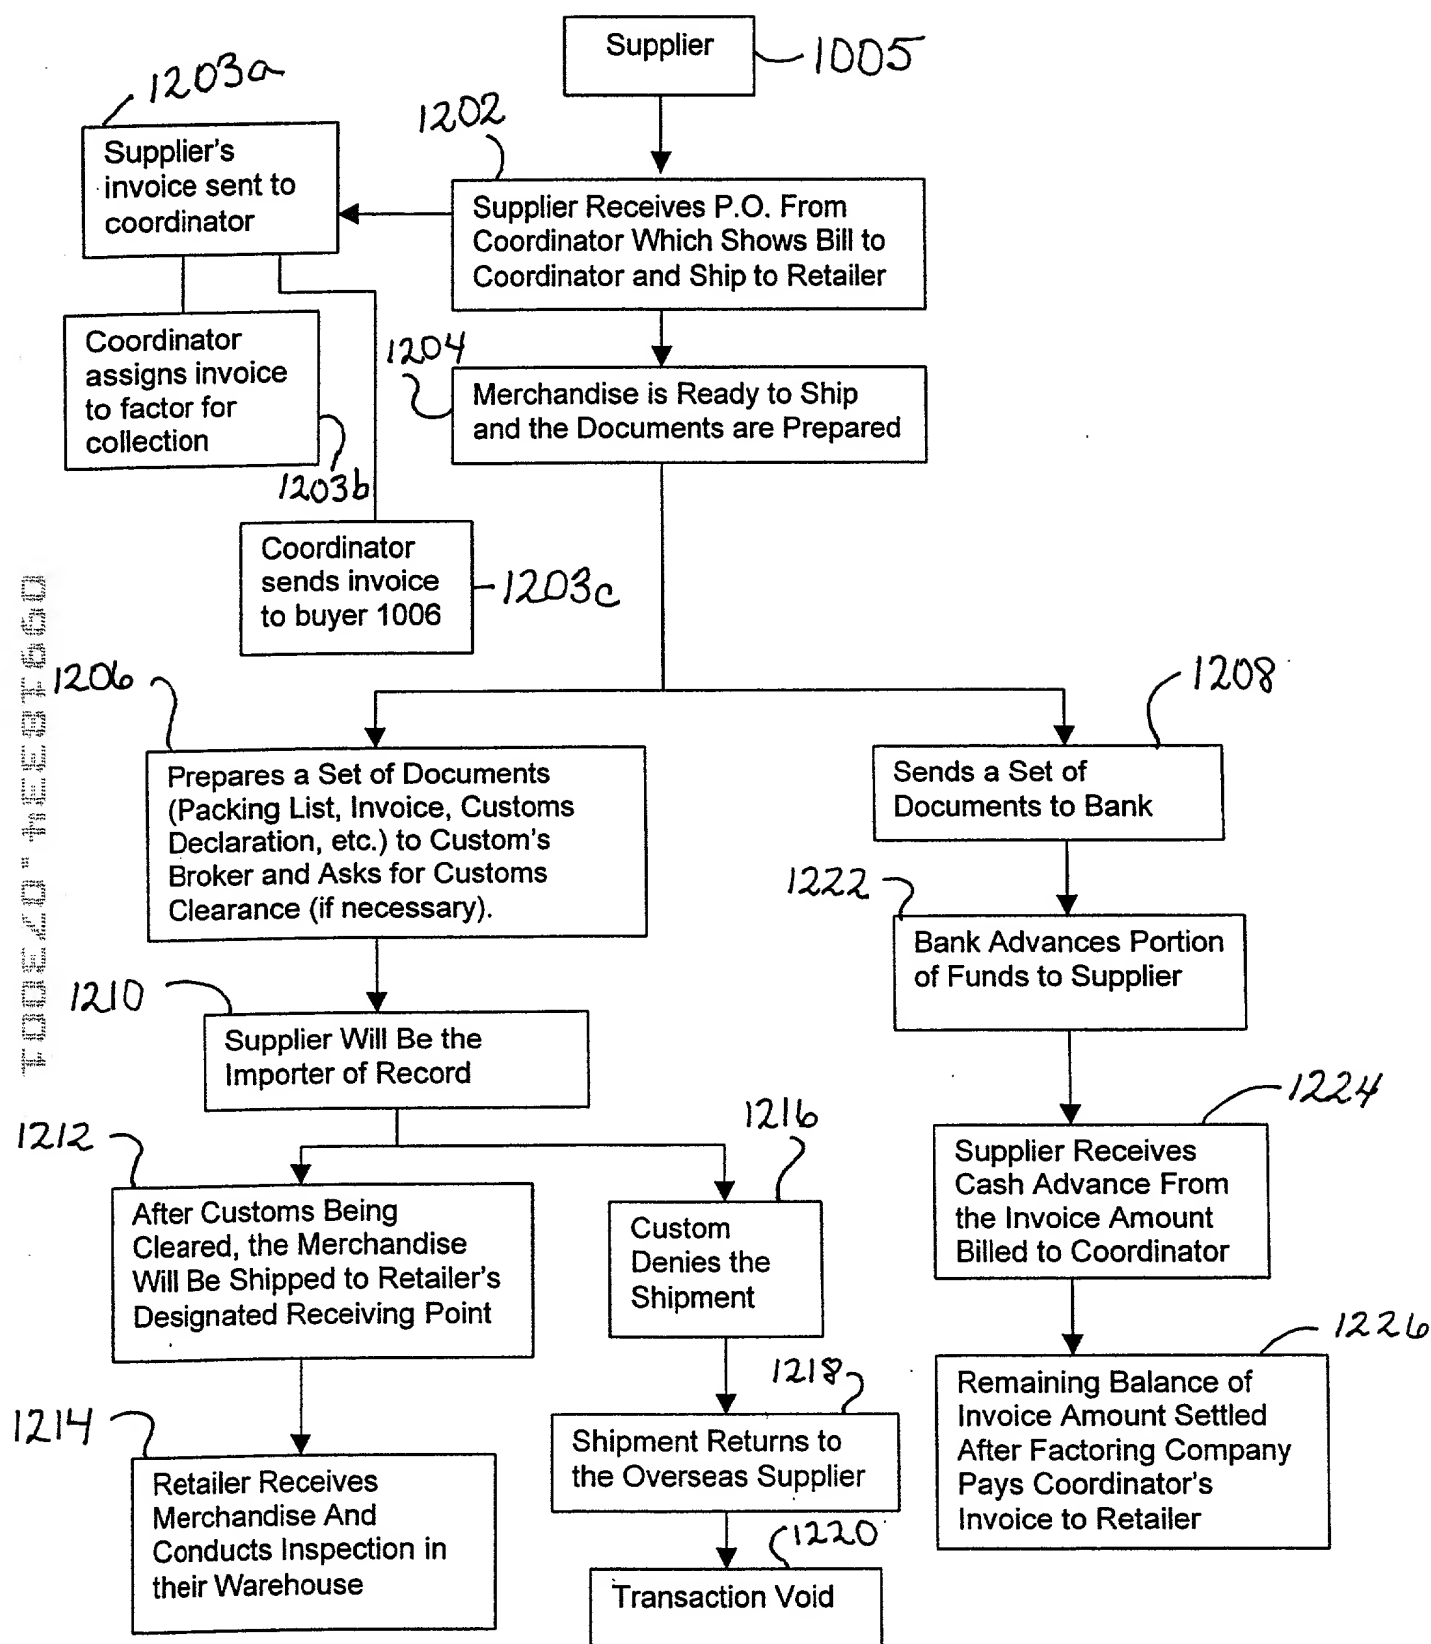 Supplier
1005
1203a
1202
Supplier's
invoice sent to
coordinator
Supplier Receives P.O. From
Coordinator Which Shows Bill to
Coordinator and Ship to Retailer
Coordinator
assigns invoice
to factor for
collection
1203b
1204
Merchandise is Ready to Ship
and the Documents are Prepared
Coordinator
sends invoice
to buyer 1006
1203c
1206
1208
Prepares a Set of Documents
(Packing List, Invoice, Customs
Declaration, etc.) to Custom's
Broker and Asks for Customs
Clearance (if necessary).
Sends a Set of
Documents to Bank
1222
Bank Advances Portion
of Funds to Supplier
1210
Supplier Will Be the
Importer of Record
1224
Supplier Receives
Cash Advance From
the Invoice Amount
Billed to Coordinator
1212
1216
After Customs Being
Cleared, the Merchandise
Will Be Shipped to Retailer's
Designated Receiving Point
Custom
Denies the
Shipment
1226
Remaining Balance of
Invoice Amount Settled
After Factoring Company
Pays Coordinator's
Invoice to Retailer
1214
1218
Retailer Receives
Merchandise And
Conducts Inspection in
their Warehouse
Shipment Returns to
the Overseas Supplier
1220
Transaction Void